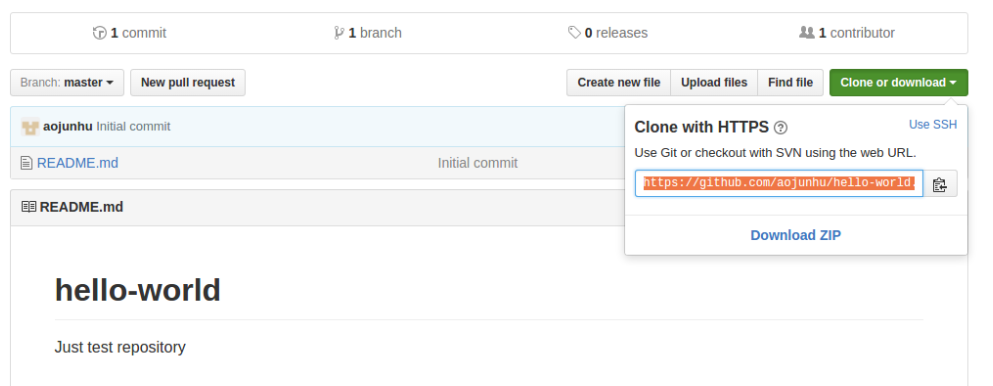 1 commit 1 branch 0 releases 1 contributor
Branch: master New pull request Create new file Upload files Find file Clone or download
aojunhu Initial commit
README.md Initial commit
Clone with HTTPS Use SSH
Use Git or checkout with SVN using the web URL.
https://github.com/aojunhu/hello-world.
Download ZIP
README.md
hello-world
Just test repository